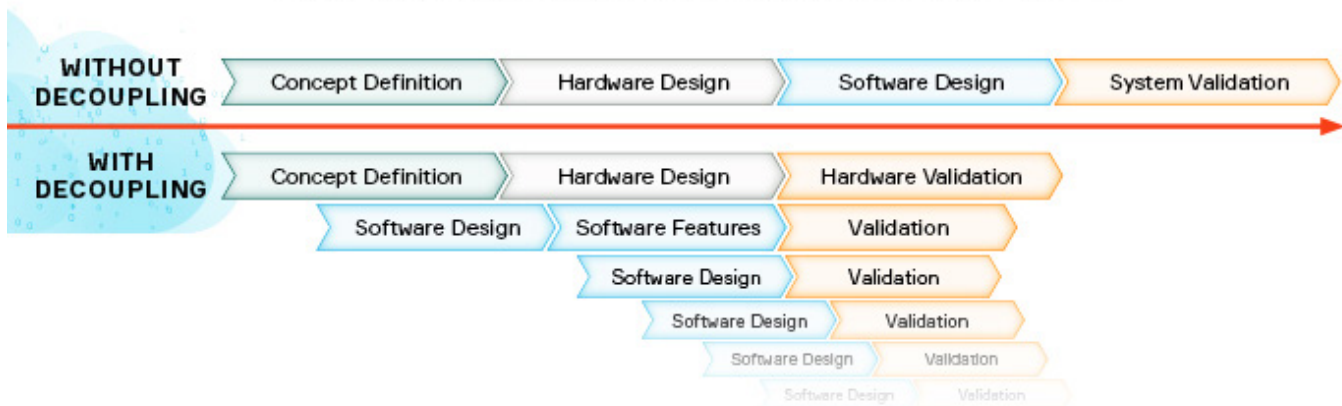 WITHOUT
DECOUPLING
Concept Definition
Hardware Design
Software Design
System Validation
WITH
DECOUPLING
Concept Definition
Hardware Design
Hardware Validation
Software Design
Software Features
Validation
Software Design
Validation
Software Design
Validation
Software Design
Validation
Software Design
Validation